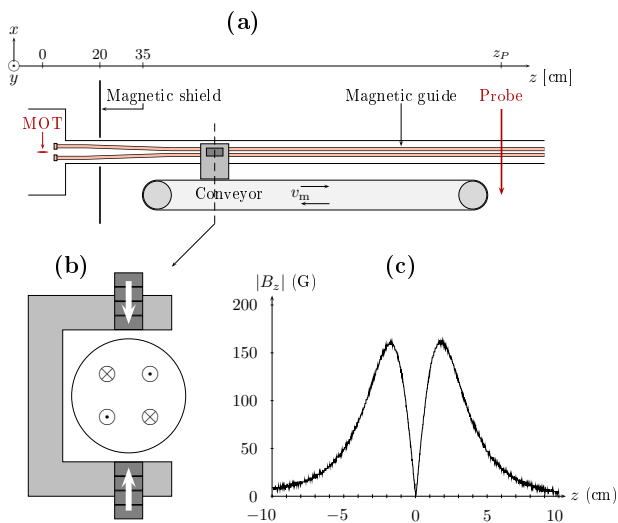 (a)
x
0 20 35 z_P
y z [cm]
Magnetic shield Magnetic guide Probe
MOT
Conveyor v_m
(b) (c)
|B_z| (G)
200
150
100
50
0
−10 −5 0 5 10 z (cm)